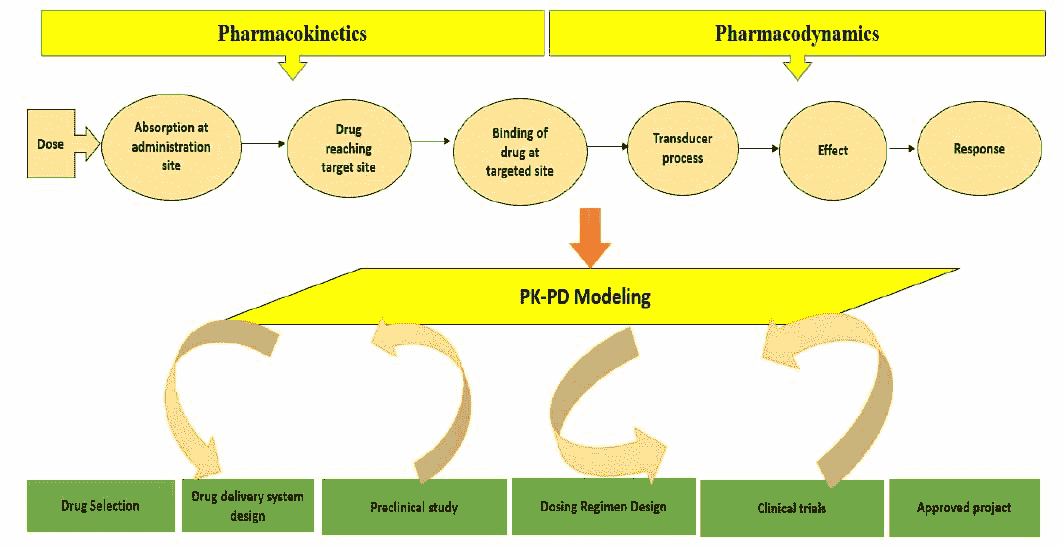 Pharmacokinetics
Pharmacodynamics
Dose
Absorption at
administration
site
Drug
reaching
target site
Binding of
drug at
targeted site
Transducer
process
Effect
Response
PK-PD Modeling
Drug Selection
Drug delivery system
design
Preclinical study
Dosing Regimen Design
Clinical trials
Approved project